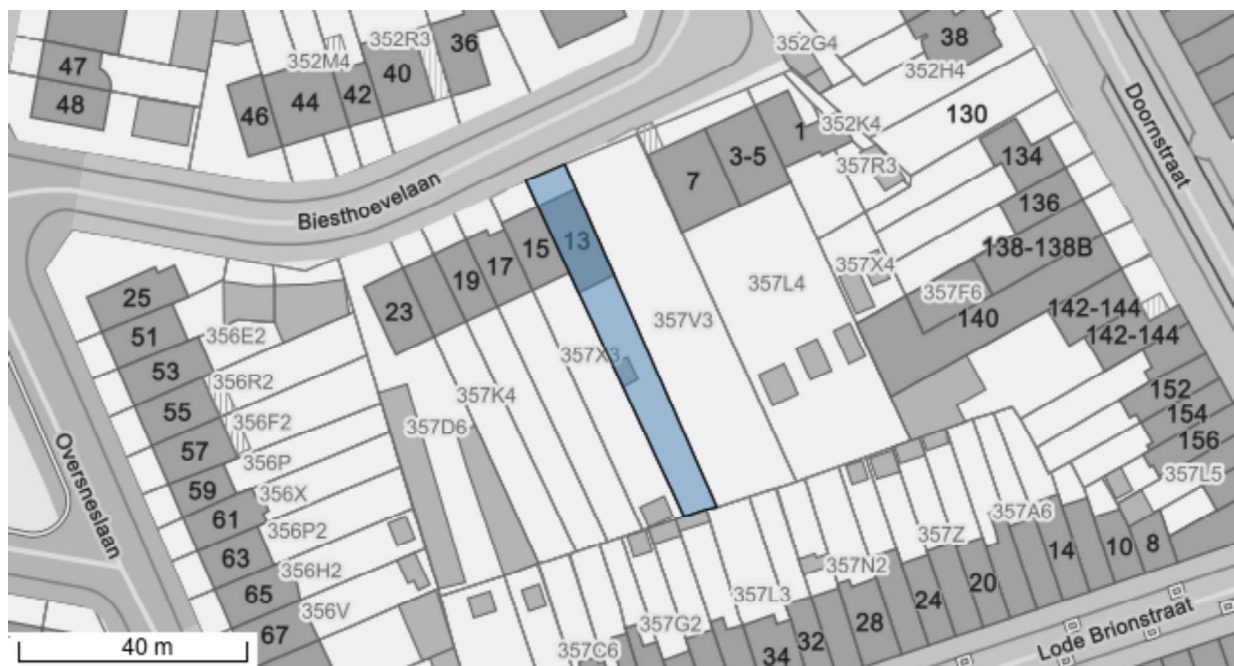 47
48
46
44
352M4
42
352R3
40
36
352G4
38
352H4
130
Doornstraat
1
352K4
357R3
134
3-5
7
136
Biesthoevelaan
138-138B
13
15
17
19
23
357X4
357L4
357F6
142-144
140
142-144
357V3
25
51
356E2
53
357X3
356R2
55
357K4
357D6
356F2
57
356P
152
154
156
357L5
Oversneslaan
59
356X
61
356P2
63
356H2
65
356V
67
357A6
357Z
14
10
8
357N2
20
24
28
357L3
32
357G2
34
357C6
Lode Brionstraat
40 m